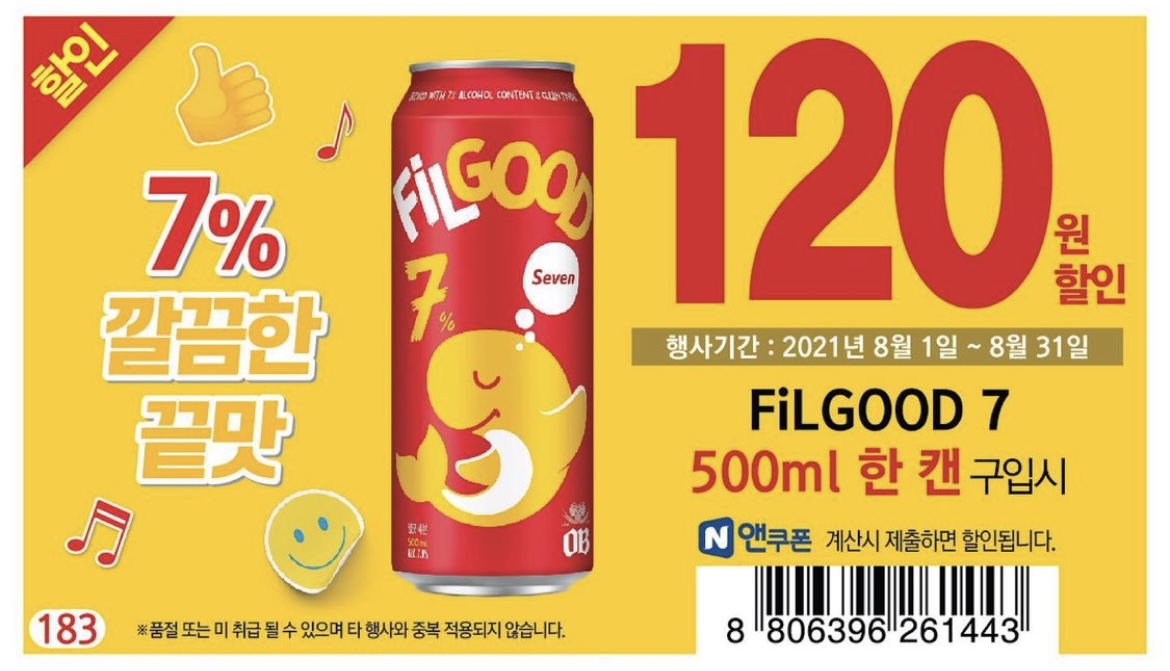 할인
7%
깔끔한
끝맛
FiLGOOD
7%
Seven
500mL
OB
120원
할인
행사기간 : 2021년 8월 1일 ~ 8월 31일
FiLGOOD 7
500ml 한 캔 구입시
N 앤쿠폰 계산시 제출하면 할인됩니다.
8 806396 261443
183
※품절 또는 미 취급 될 수 있으며 타 행사와 중복 적용되지 않습니다.